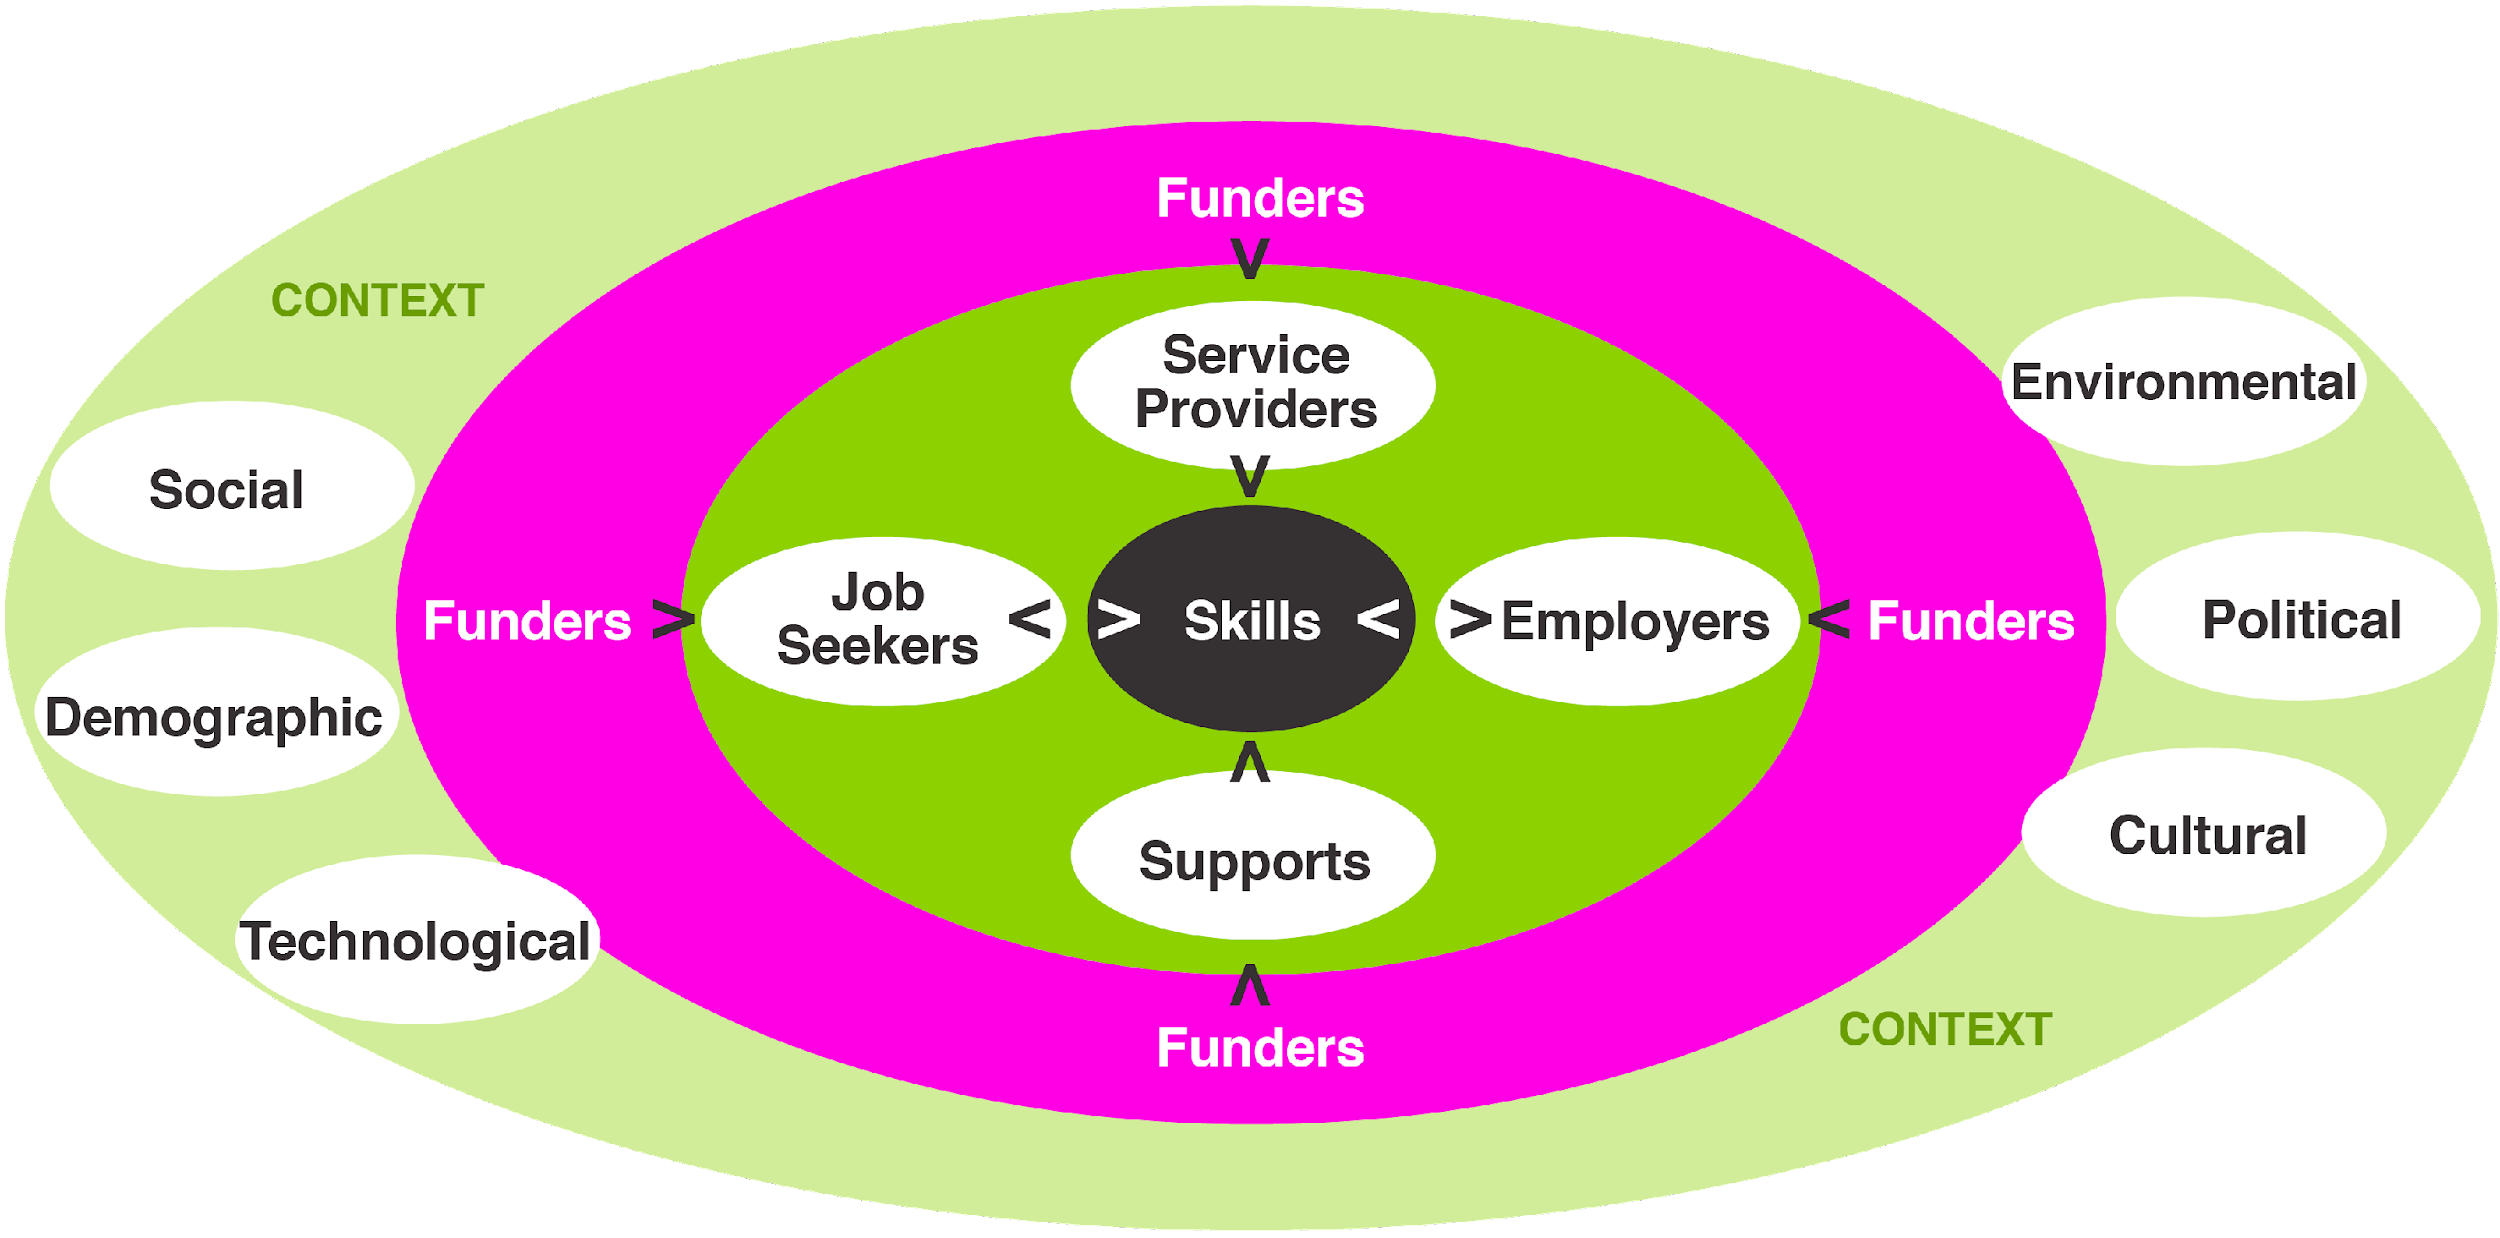 Funders
V
CONTEXT
Service
Providers
Environmental
V
Social
Funders > Job < > Skills < > Employers < Funders
Seekers
Political
Demographic
<
Supports
Cultural
Technological
<
Funders
CONTEXT